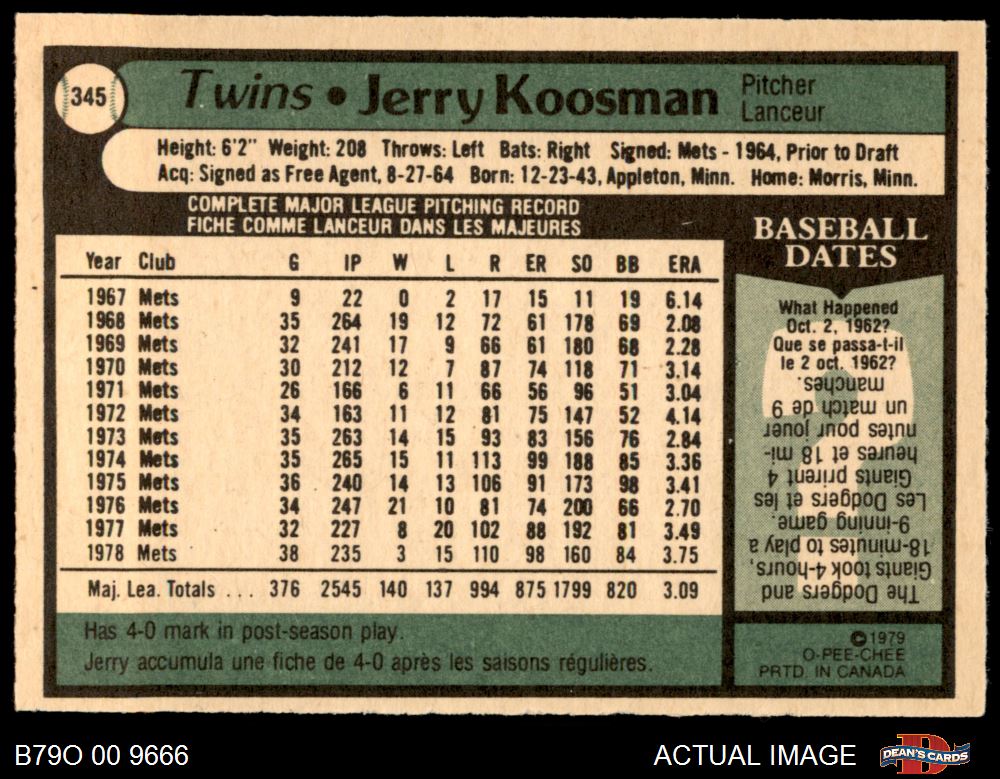 345
Twins • Jerry Koosman
Pitcher
Lanceur
Height: 6'2" Weight: 208 Throws: Left Bats: Right Signed: Mets - 1964, Prior to Draft
Acq: Signed as Free Agent, 8-27-64 Born: 12-23-43, Appleton, Minn. Home: Morris, Minn.
COMPLETE MAJOR LEAGUE PITCHING RECORD
FICHE COMME LANCEUR DANS LES MAJEURES
Year Club G IP W L R ER SO BB ERA
1967 Mets 9 22 0 2 17 15 11 19 6.14
1968 Mets 35 264 19 12 72 61 178 69 2.08
1969 Mets 32 241 17 9 66 61 180 68 2.28
1970 Mets 30 212 12 7 87 74 118 71 3.14
1971 Mets 26 166 6 11 66 56 96 51 3.04
1972 Mets 34 163 11 12 81 75 147 52 4.14
1973 Mets 35 263 14 15 93 83 156 76 2.84
1974 Mets 35 265 15 11 113 99 188 85 3.36
1975 Mets 36 240 14 13 106 91 173 98 3.41
1976 Mets 34 247 21 10 81 74 200 66 2.70
1977 Mets 32 227 8 20 102 88 192 81 3.49
1978 Mets 38 235 3 15 110 98 160 84 3.75
Maj. Lea. Totals ... 376 2545 140 137 994 875 1799 820 3.09
Has 4-0 mark in post-season play.
Jerry accumula une fiche de 4-0 après les saisons régulières.
BASEBALL
DATES
What Happened
Oct. 2, 1962?
Que se passa-t-il
le 2 oct. 1962?
The Dodgers and
Giants took 4-hours,
18-minutes to play a
9-inning game.
Les Dodgers et les
Giants prirent 4
heures et 18 mi-
nutes pour jouer
un match de 9
manches.
©1979
O-PEE-CHEE
PRTD. IN CANADA
B79O 00 9666
ACTUAL IMAGE
DEAN'S CARDS